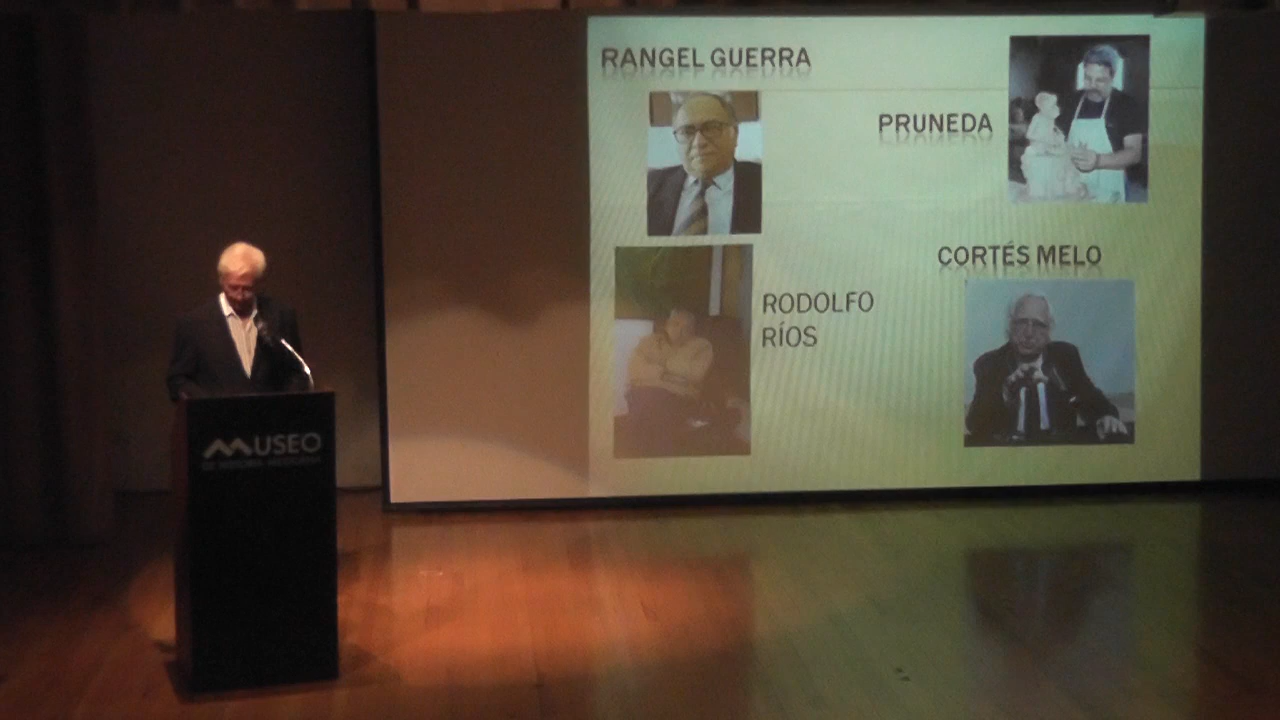 RANGEL GUERRA
PRUNEDA
CORTÉS MELO
RODOLFO
RÍOS
MUSEO